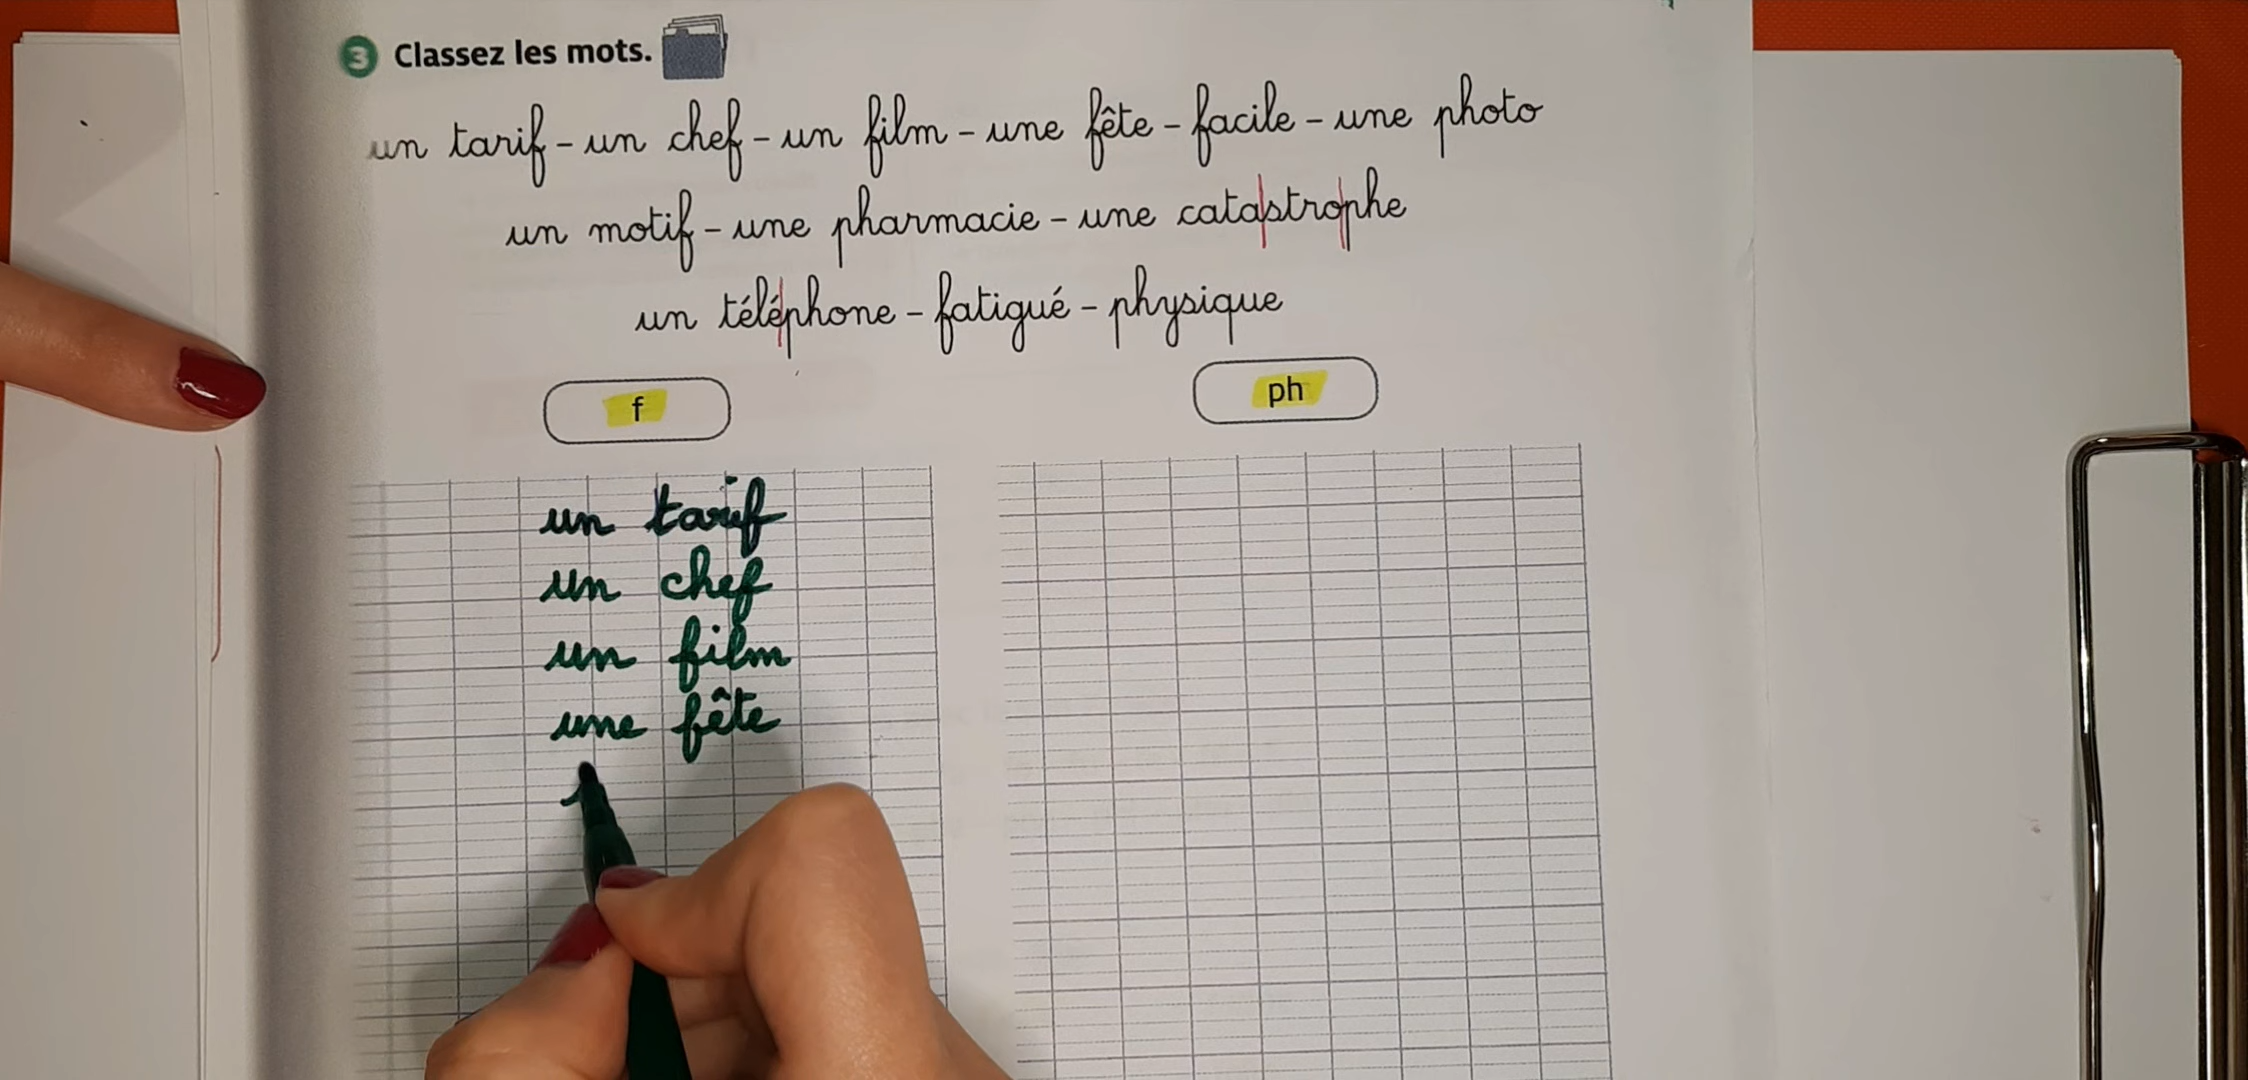 3 Classez les mots.
un tarif - un chef - un film - une fête - facile - une photo
un motif - une pharmacie - une catastrophe
un téléphone - fatigué - physique
f
ph
un tarif
un chef
un film
une fête